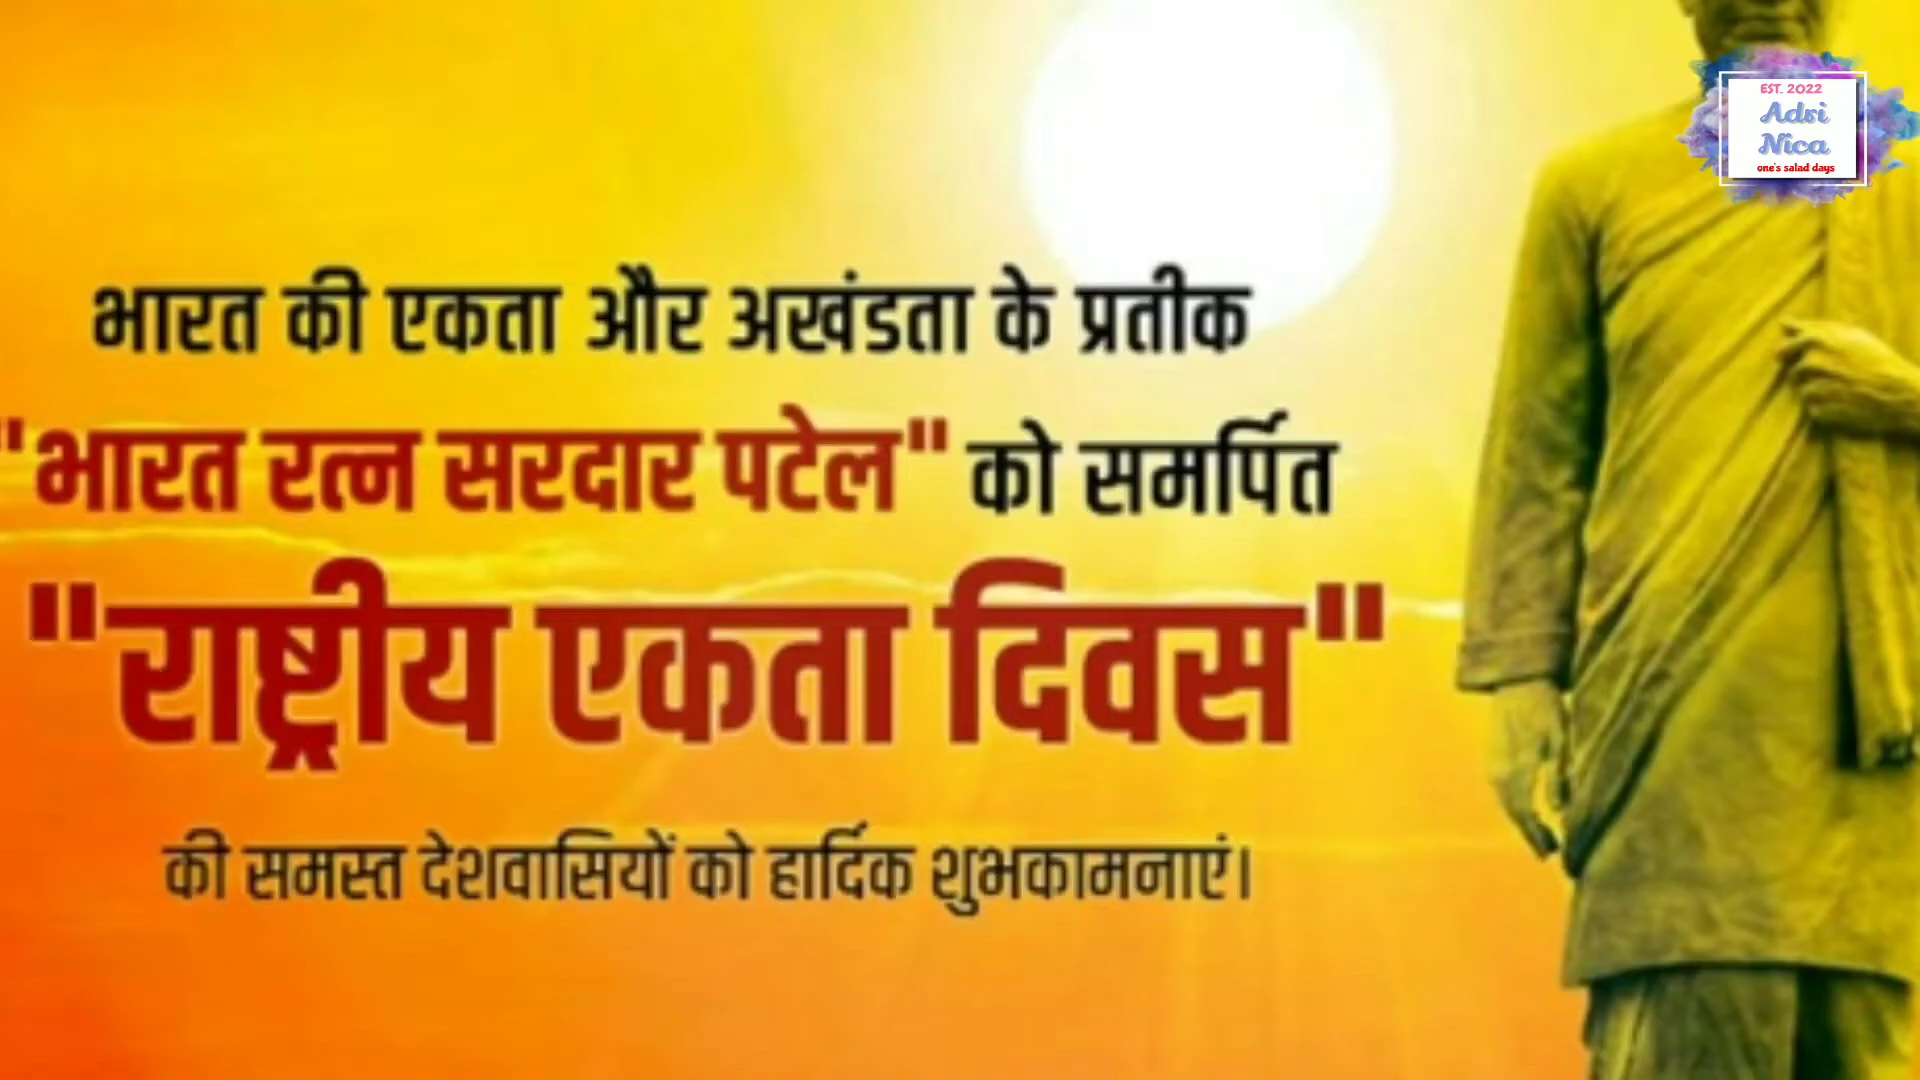 EST. 2022
Adri
Nica
one's salad days
भारत की एकता और अखंडता के प्रतीक
"भारत रत्न सरदार पटेल" को समर्पित
"राष्ट्रीय एकता दिवस"
की समस्त देशवासियों को हार्दिक शुभकामनाएं।